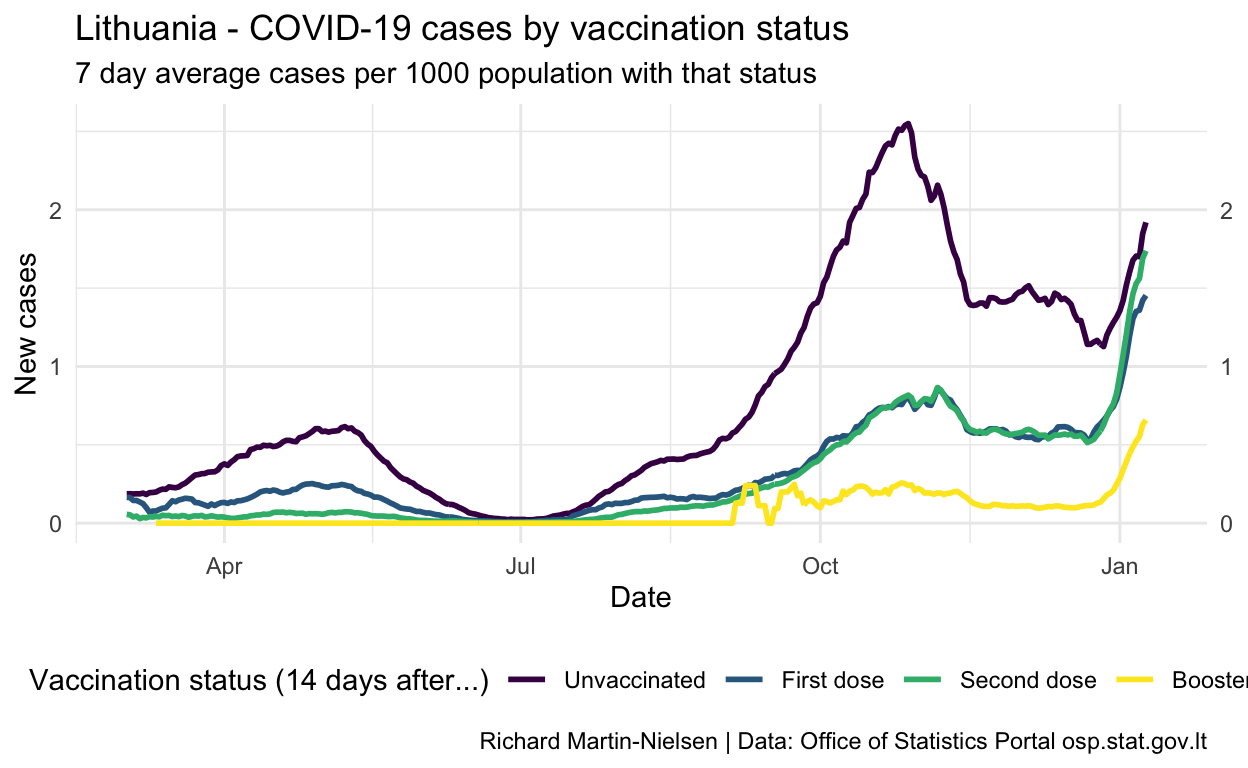 Lithuania - COVID-19 cases by vaccination status
7 day average cases per 1000 population with that status
New cases
2
1
0
2
1
0
Apr Jul Oct Jan
Date
Vaccination status (14 days after...) Unvaccinated First dose Second dose Booster
Richard Martin-Nielsen | Data: Office of Statistics Portal osp.stat.gov.lt